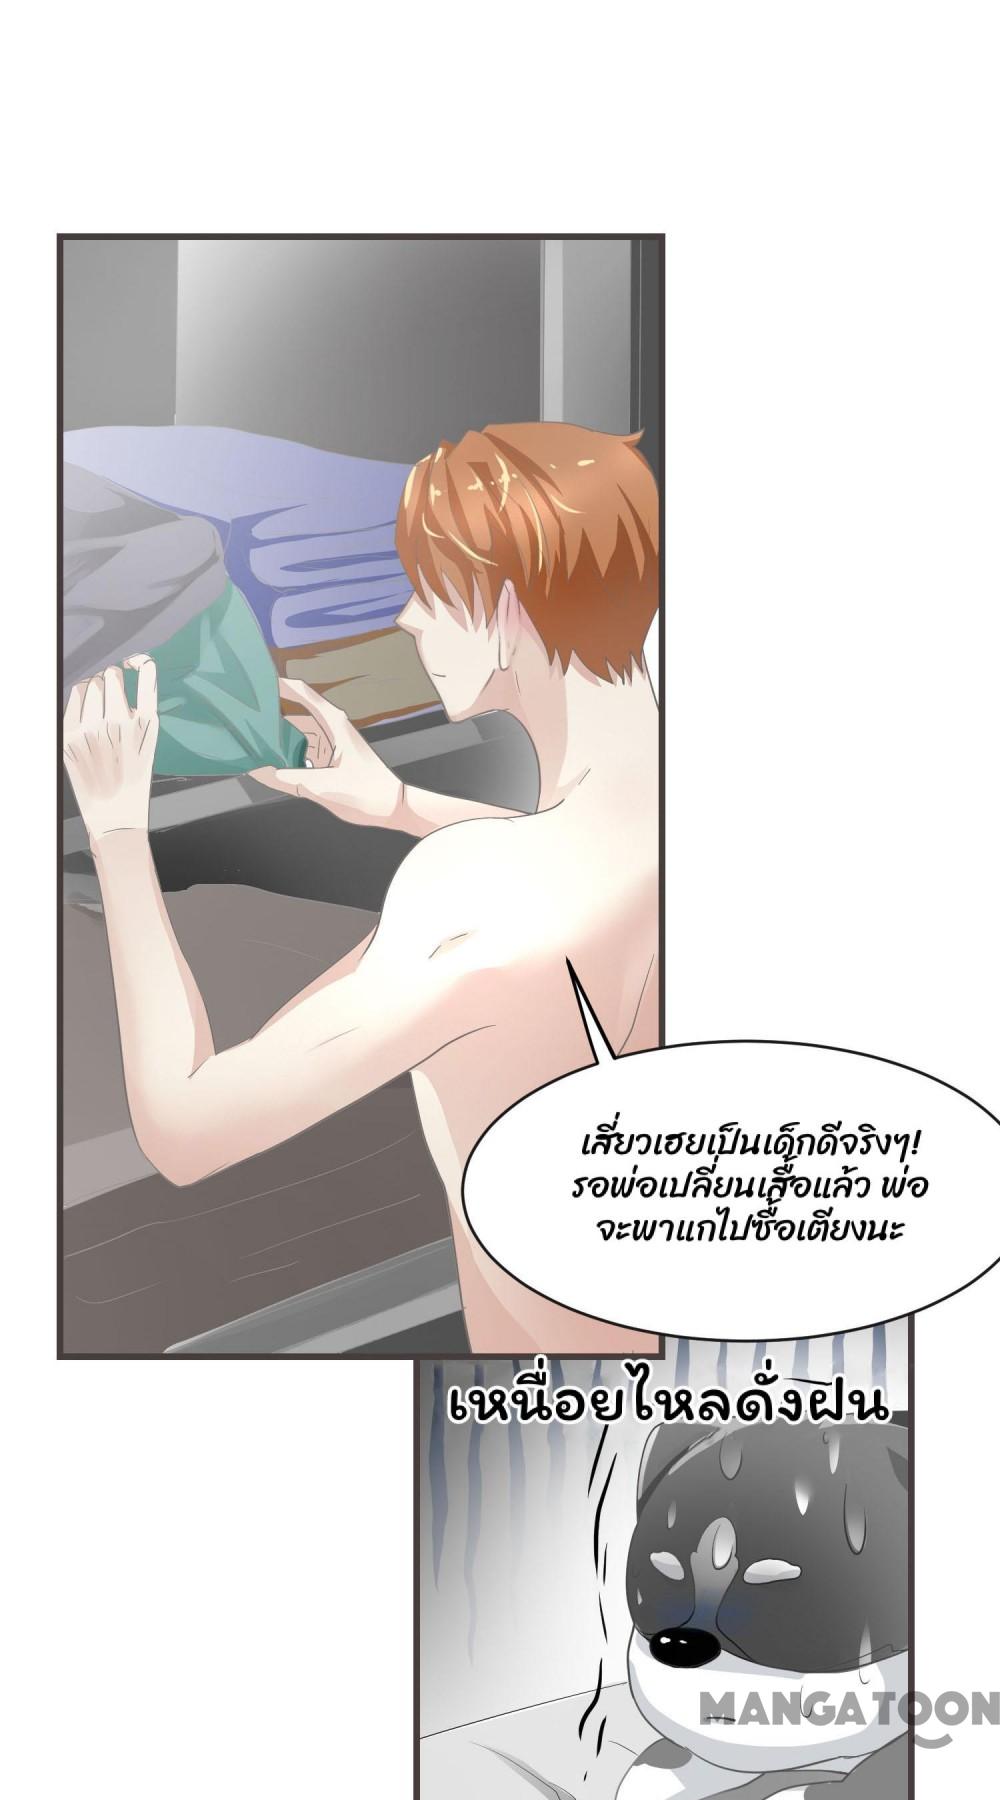 เสี่ยวเฮยเป็นเด็กดีจริงๆ!
รอพ่อเปลี่ยนเสื้อแล้ว พ่อ
จะพาแกไปซื้อเตียงนะ
เหนื่อยไหลดั่งฝน
MANGATOON